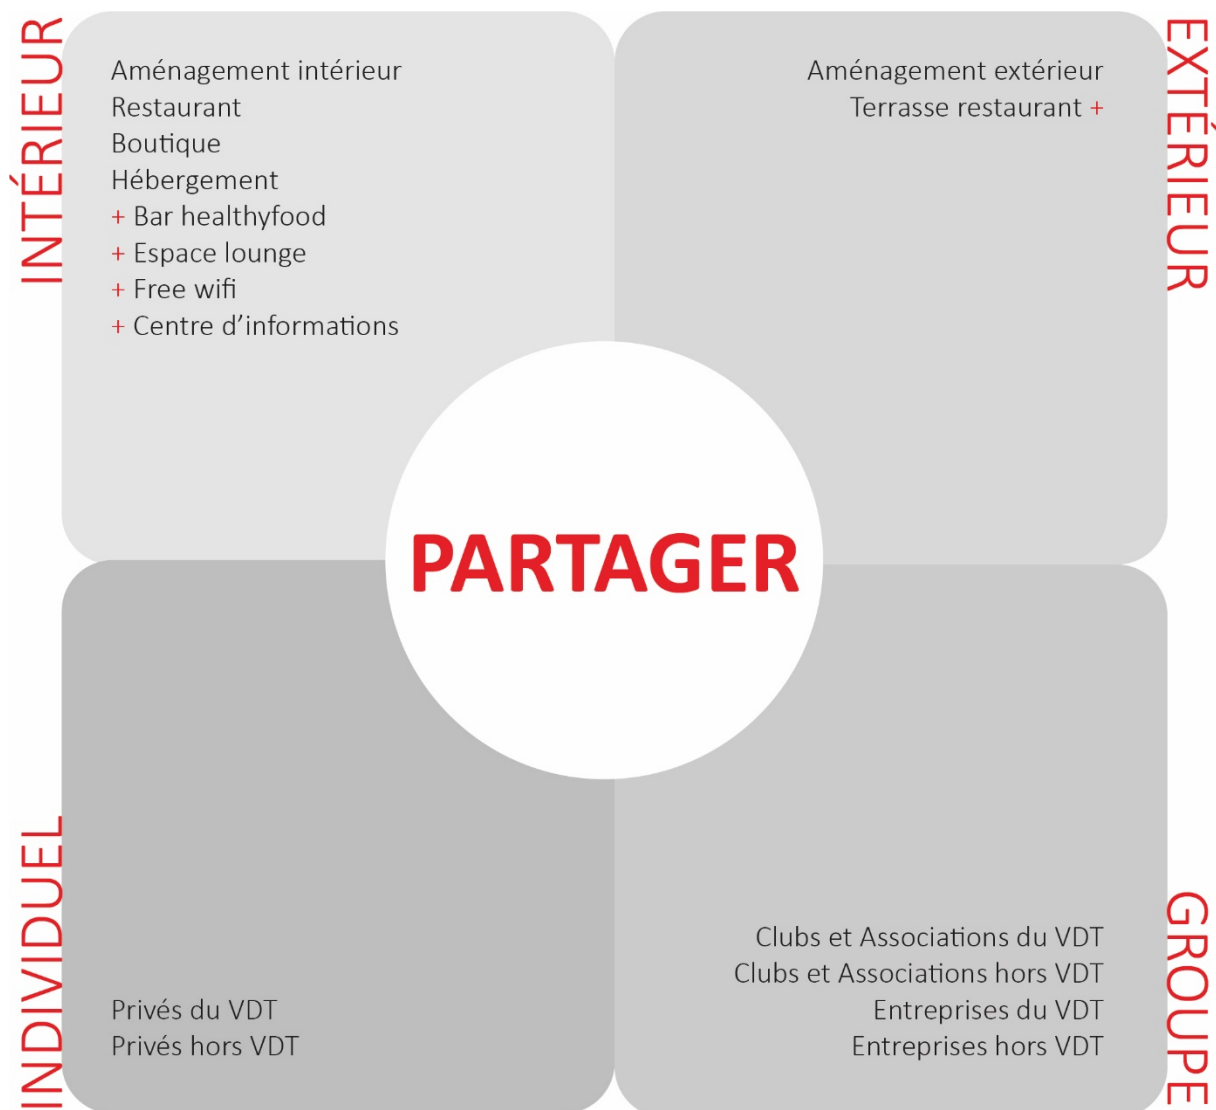 INTÉRIEUR
Aménagement intérieur
Restaurant
Boutique
Hébergement
+ Bar healthyfood
+ Espace lounge
+ Free wifi
+ Centre d’informations
EXTÉRIEUR
Aménagement extérieur
Terrasse restaurant +
PARTAGER
INDIVIDUEL
Privés du VDT
Privés hors VDT
GROUPE
Clubs et Associations du VDT
Clubs et Associations hors VDT
Entreprises du VDT
Entreprises hors VDT